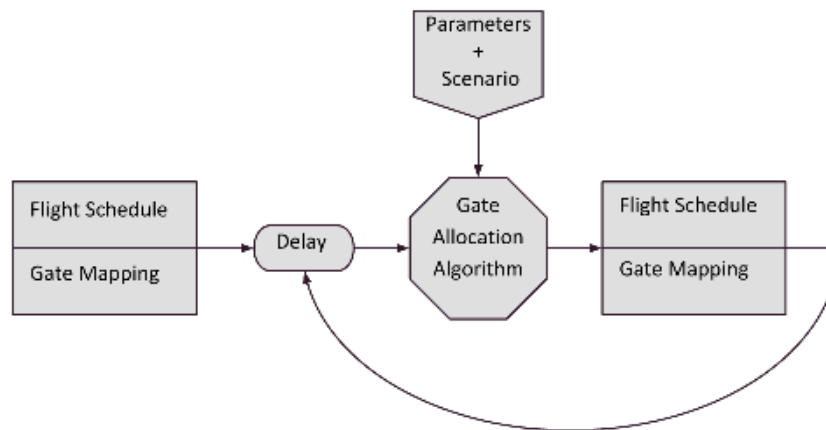 Parameters
+
Scenario
Flight Schedule
Gate Mapping
Delay
Gate
Allocation
Algorithm
Flight Schedule
Gate Mapping